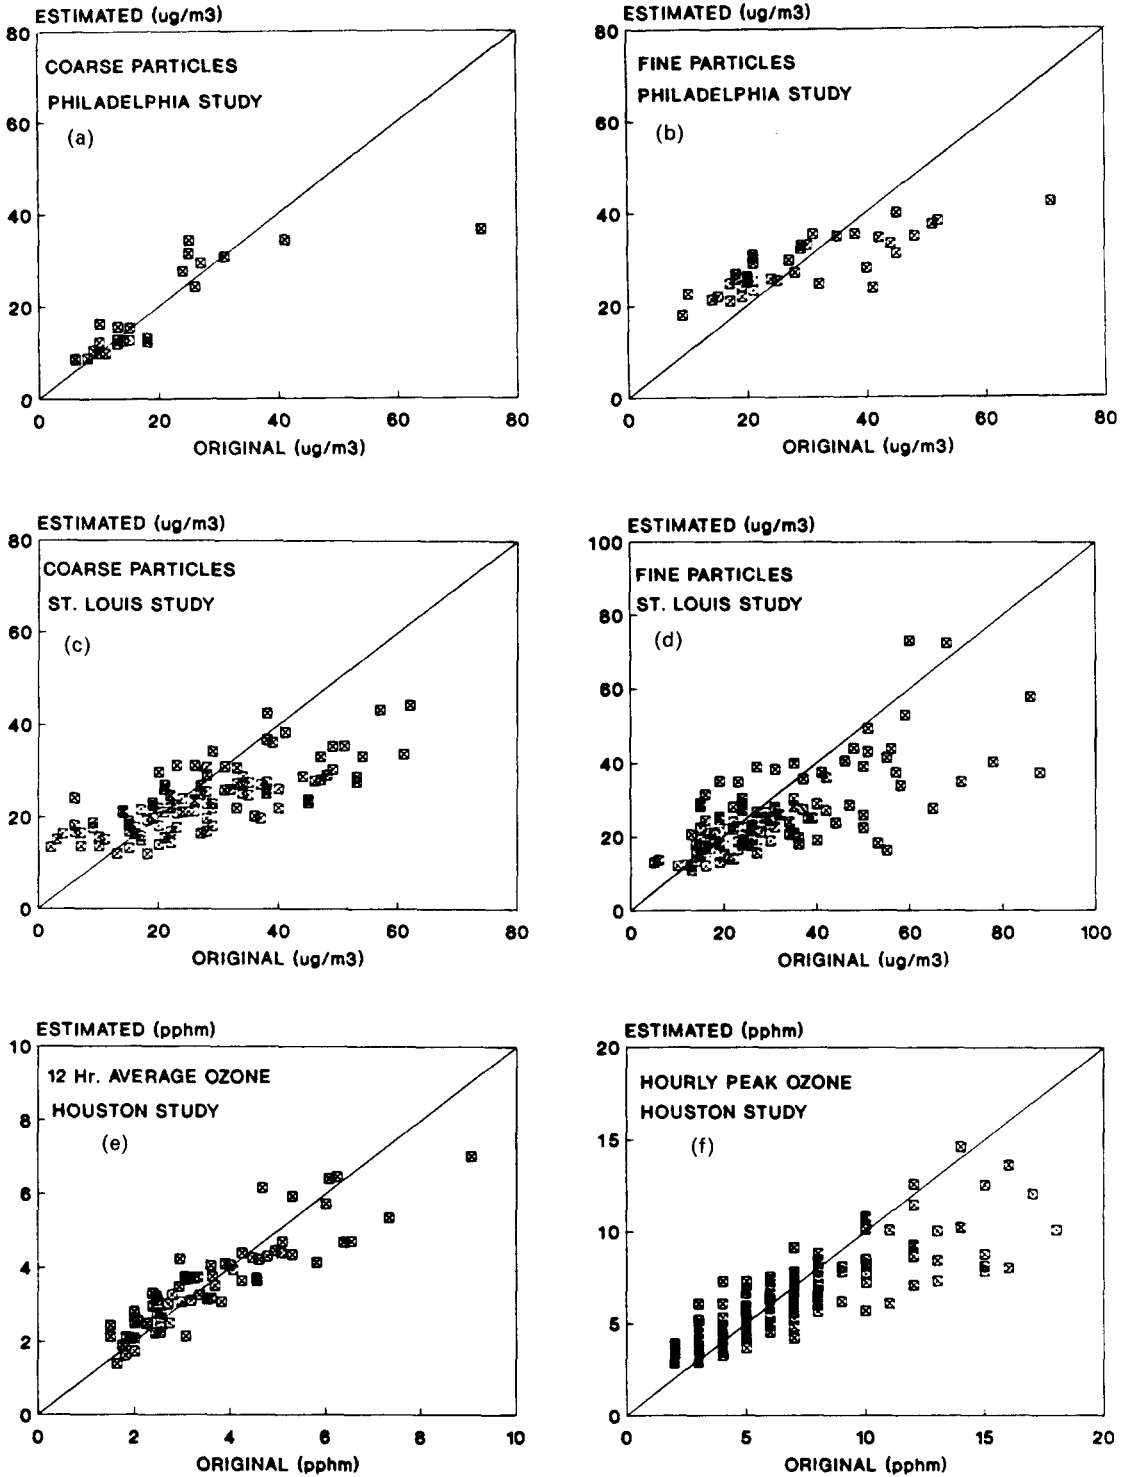 ESTIMATED (ug/m3)
80
COARSE PARTICLES
PHILADELPHIA STUDY
(a)
60
40
20
0
0 20 40 60 80
ORIGINAL (ug/m3)
ESTIMATED (ug/m3)
80
FINE PARTICLES
PHILADELPHIA STUDY
(b)
60
40
20
0
0 20 40 60 80
ORIGINAL (ug/m3)
ESTIMATED (ug/m3)
80
COARSE PARTICLES
ST. LOUIS STUDY
(c)
60
40
20
0
0 20 40 60 80
ORIGINAL (ug/m3)
ESTIMATED (ug/m3)
100
FINE PARTICLES
ST. LOUIS STUDY
(d)
80
60
40
20
0
0 20 40 60 80 100
ORIGINAL (ug/m3)
ESTIMATED (pphm)
10
12 Hr. AVERAGE OZONE
HOUSTON STUDY
(e)
8
6
4
2
0
0 2 4 6 8 10
ORIGINAL (pphm)
ESTIMATED (pphm)
20
HOURLY PEAK OZONE
HOUSTON STUDY
(f)
15
10
5
0
0 5 10 15 20
ORIGINAL (pphm)